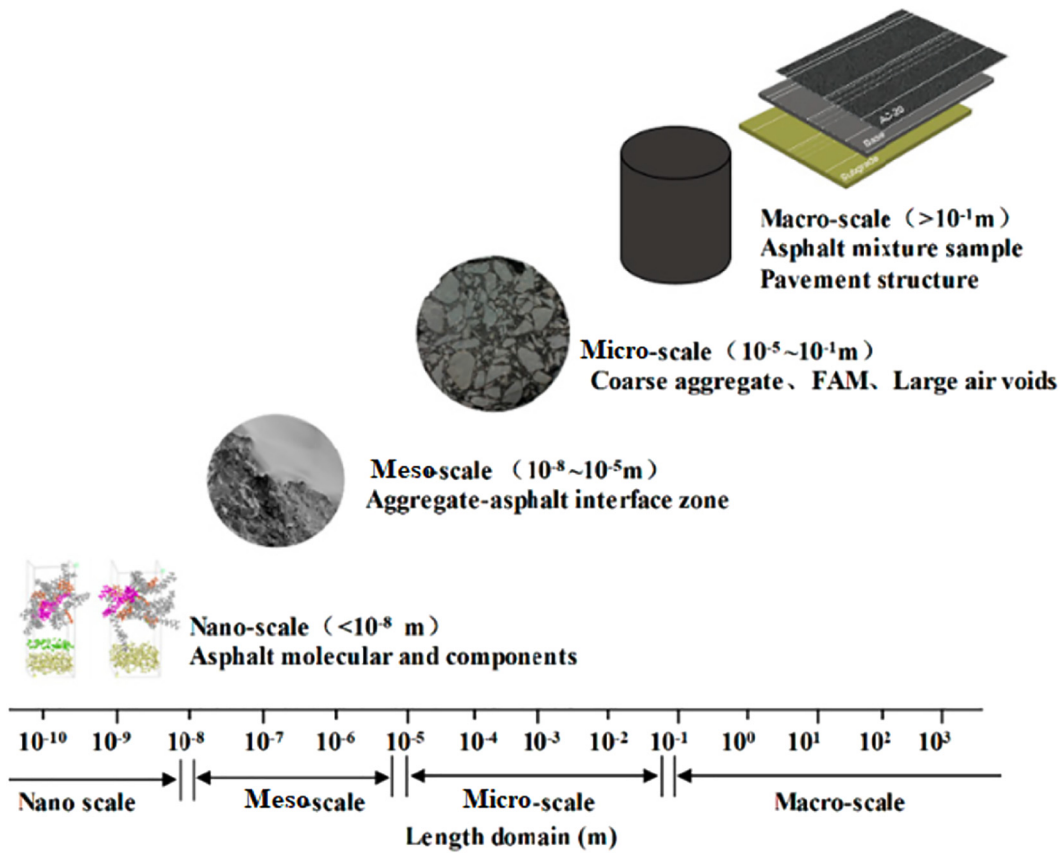 AC-20
Base
Subgrade
Macro-scale（>10⁻¹m）
Asphalt mixture sample
Pavement structure
Micro-scale（10⁻⁵~10⁻¹m）
Coarse aggregate、FAM、Large air voids
Mesoscale （10⁻⁸~10⁻⁵m）
Aggregate-asphalt interface zone
Nano-scale（<10⁻⁸ m）
Asphalt molecular and components
10⁻¹⁰ 10⁻⁹ 10⁻⁸ 10⁻⁷ 10⁻⁶ 10⁻⁵ 10⁻⁴ 10⁻³ 10⁻² 10⁻¹ 10⁰ 10¹ 10² 10³
Nano scale Mesoscale Micro-scale Macro-scale
Length domain (m)